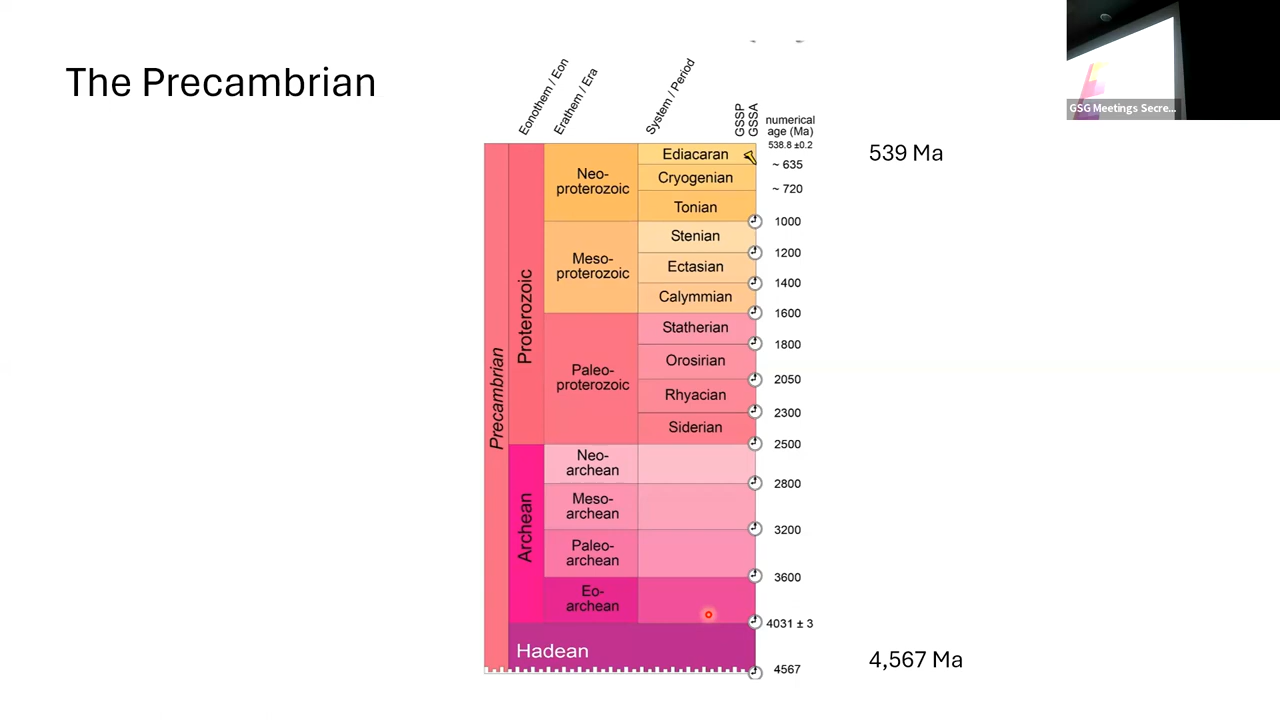 The Precambrian
GSG Meetings Secre...
Eonothem / Eon
Erathem / Era
System / Period
GSSP
GSSA
numerical
age (Ma)
538.8 ±0.2
539 Ma
Precambrian
Proterozoic
Neo-
proterozoic
Ediacaran
~ 635
Cryogenian
~ 720
Tonian
1000
Meso-
proterozoic
Stenian
1200
Ectasian
1400
Calymmian
1600
Paleo-
proterozoic
Statherian
1800
Orosirian
2050
Rhyacian
2300
Siderian
2500
Archean
Neo-
archean
2800
Meso-
archean
3200
Paleo-
archean
3600
Eo-
archean
4031 ± 3
Hadean
4567
4,567 Ma